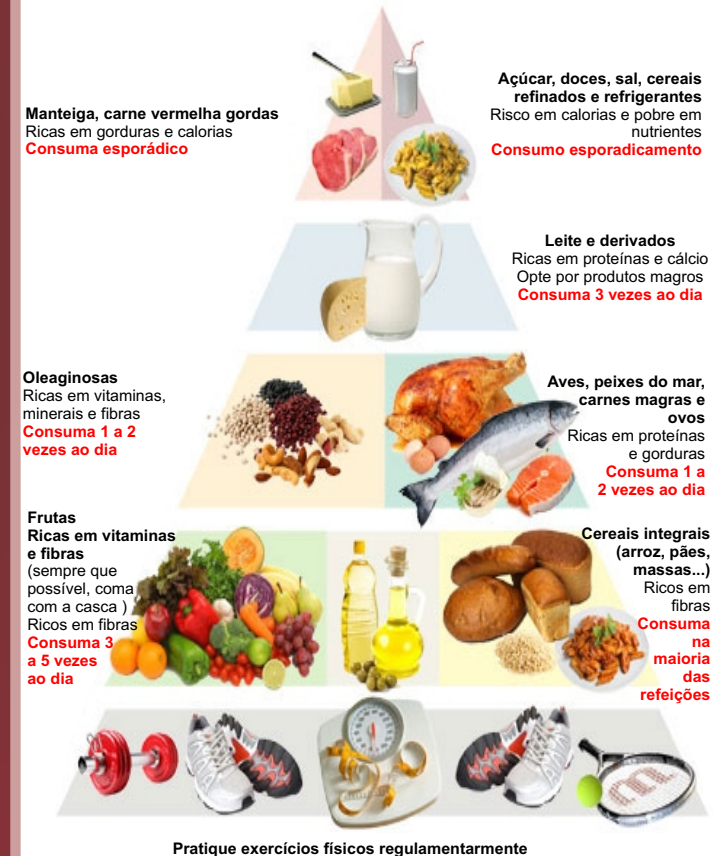 Manteiga, carne vermelha gordas
Ricas em gorduras e calorias
Consuma esporádico
Açúcar, doces, sal, cereais
refinados e refrigerantes
Risco em calorias e pobre em
nutrientes
Consumo esporadicamento
Leite e derivados
Ricas em proteínas e cálcio
Opte por produtos magros
Consuma 3 vezes ao dia
Oleaginosas
Ricas em vitaminas,
minerais e fibras
Consuma 1 a 2
vezes ao dia
Aves, peixes do mar,
carnes magras e
ovos
Ricas em proteínas
e gorduras
Consuma 1 a
2 vezes ao dia
Frutas
Ricas em vitaminas
e fibras
(sempre que
possível, coma
com a casca )
Ricos em fibras
Consuma 3
a 5 vezes
ao dia
Cereais integrais
(arroz, pães,
massas...)
Ricos em
fibras
Consuma
na
maioria
das
refeições
Pratique exercícios físicos regulamentarmente